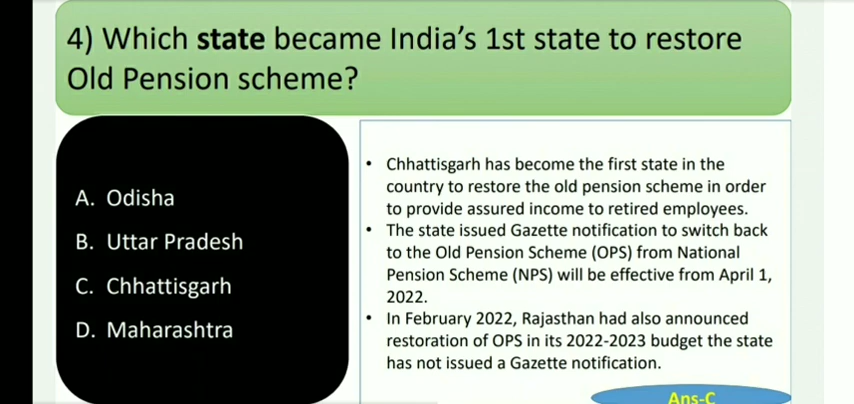 4) Which state became India's 1st state to restore
Old Pension scheme?
A. Odisha
B. Uttar Pradesh
C. Chhattisgarh
D. Maharashtra
• Chhattisgarh has become the first state in the
country to restore the old pension scheme in order
to provide assured income to retired employees.
• The state issued Gazette notification to switch back
to the Old Pension Scheme (OPS) from National
Pension Scheme (NPS) will be effective from April 1,
2022.
• In February 2022, Rajasthan had also announced
restoration of OPS in its 2022-2023 budget the state
has not issued a Gazette notification.
Ans-C